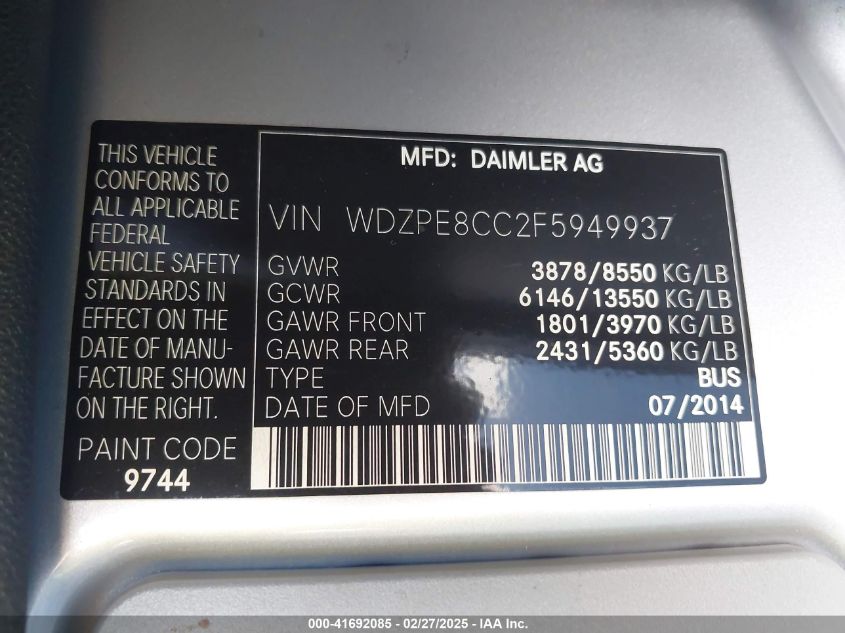 THIS VEHICLE
CONFORMS TO
ALL APPLICABLE
FEDERAL
VEHICLE SAFETY
STANDARDS IN
EFFECT ON THE
DATE OF MANU-
FACTURE SHOWN
ON THE RIGHT.
PAINT CODE
9744
MFD: DAIMLER AG
VIN WDZPE8CC2F5949937
GVWR 3878/8550 KG/LB
GCWR 6146/13550 KG/LB
GAWR FRONT 1801/3970 KG/LB
GAWR REAR 2431/5360 KG/LB
TYPE BUS
DATE OF MFD 07/2014
000-41692085 - 02/27/2025 - IAA Inc.